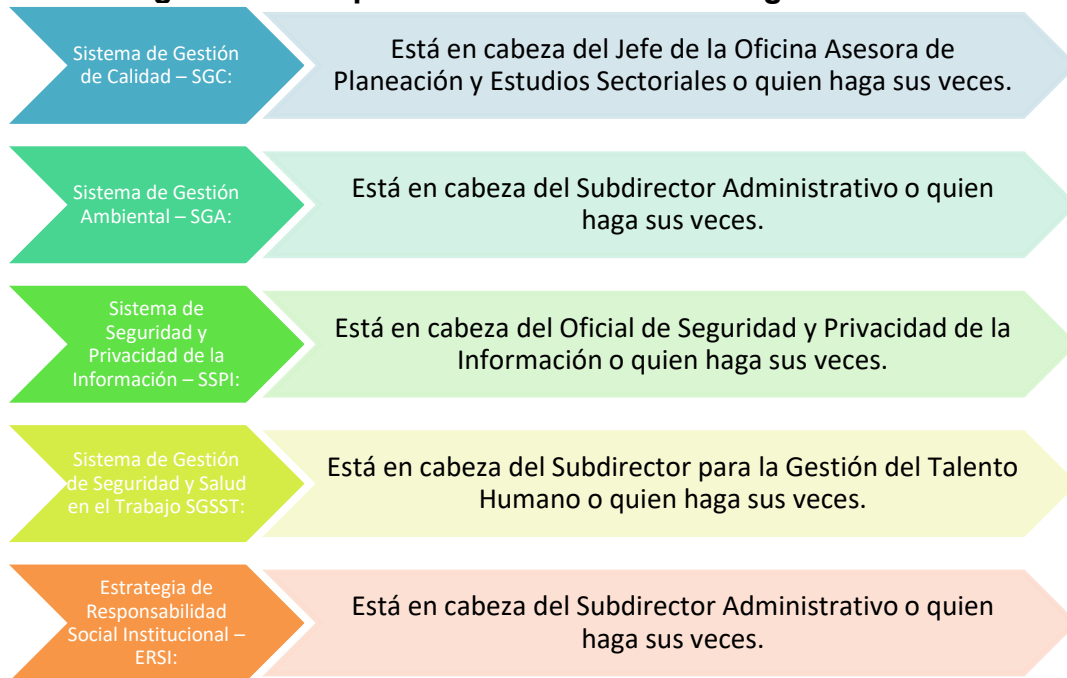 Sistema de Gestión
de Calidad – SGC:
Está en cabeza del Jefe de la Oficina Asesora de
Planeación y Estudios Sectoriales o quien haga sus veces.
Sistema de Gestión
Ambiental – SGA:
Está en cabeza del Subdirector Administrativo o quien
haga sus veces.
Sistema de
Seguridad y
Privacidad de la
Información – SSPI:
Está en cabeza del Oficial de Seguridad y Privacidad de la
Información o quien haga sus veces.
Sistema de Gestión
de Seguridad y Salud
en el Trabajo SGSST:
Está en cabeza del Subdirector para la Gestión del Talento
Humano o quien haga sus veces.
Estrategia de
Responsabilidad
Social Institucional –
ERSI:
Está en cabeza del Subdirector Administrativo o quien
haga sus veces.